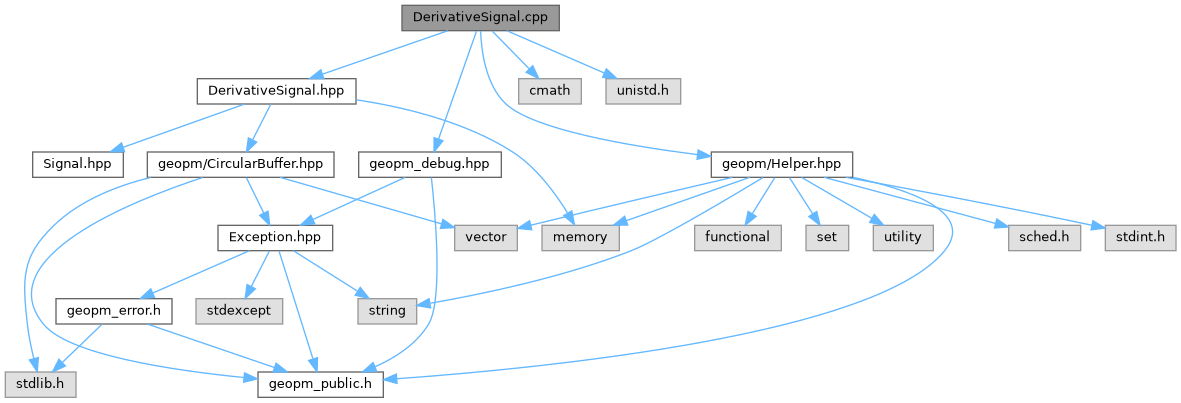 DerivativeSignal.cpp
DerivativeSignal.hpp
cmath
unistd.h
Signal.hpp
geopm/CircularBuffer.hpp
geopm_debug.hpp
geopm/Helper.hpp
Exception.hpp
vector
memory
functional
set
utility
sched.h
stdint.h
geopm_error.h
stdexcept
string
stdlib.h
geopm_public.h